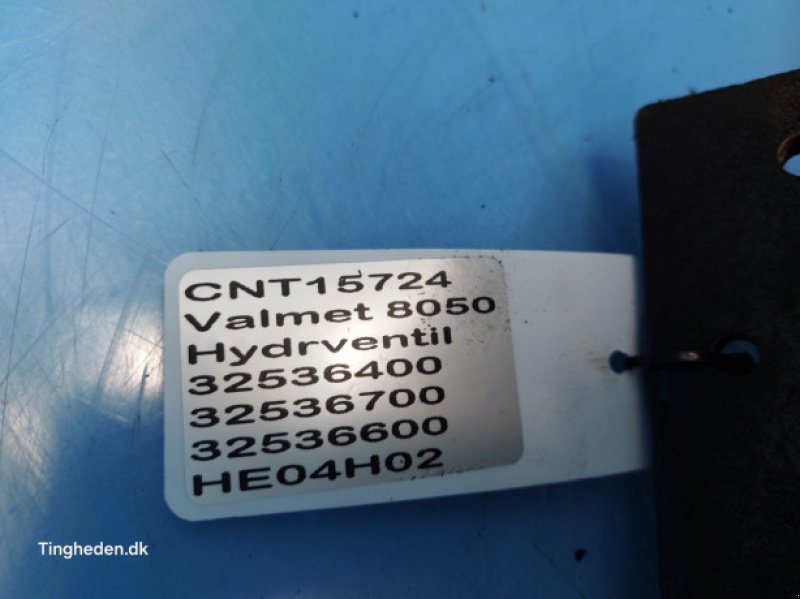 CNT15724
Valmet 8050
Hydrventil
32536400
32536700
32536600
HE04H02
Tingheden.dk